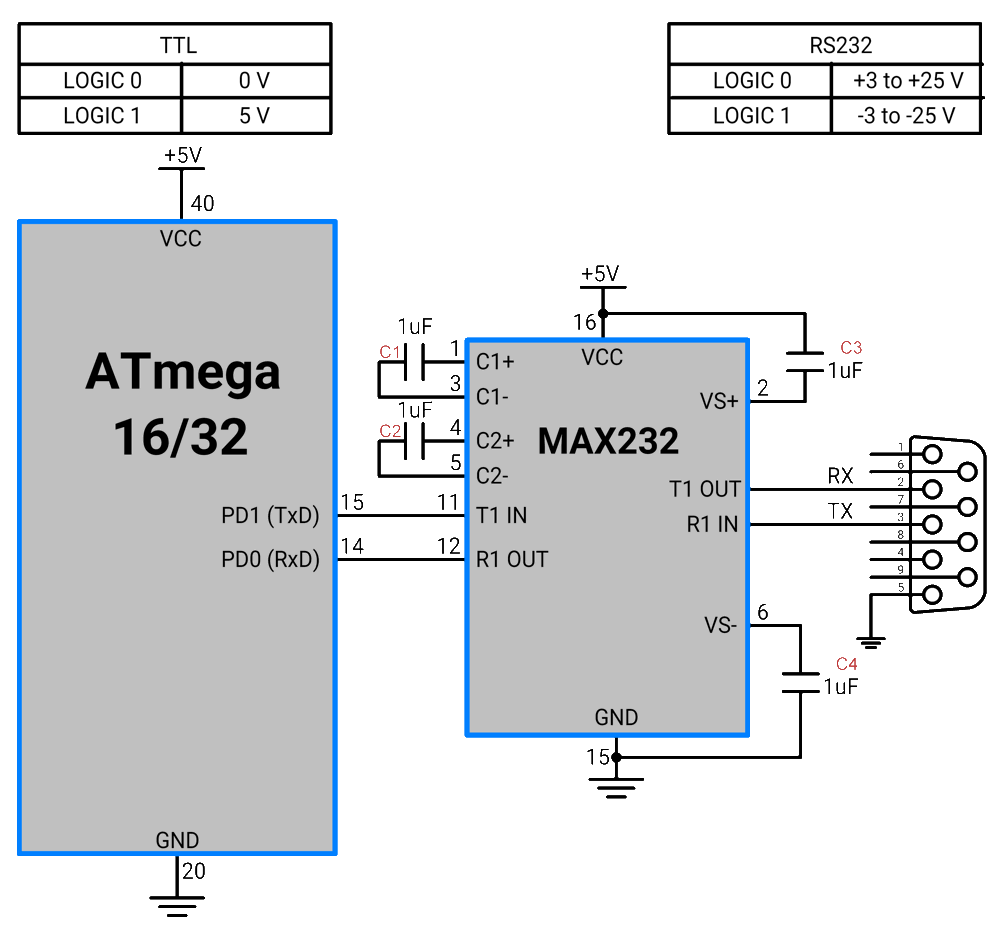 TTL
LOGIC 0 0 V
LOGIC 1 5 V
RS232
LOGIC 0 +3 to +25 V
LOGIC 1 -3 to -25 V
+5V
40
VCC
ATmega
16/32
PD1 (TxD)
PD0 (RxD)
15
14
GND
20
+5V
16
VCC
1uF
C1
1
C1+
3
C1-
1uF
C2
4
C2+
5
C2-
11
T1 IN
12
R1 OUT
MAX232
C3
1uF
2
VS+
T1 OUT
R1 IN
RX
TX
6
VS-
C4
1uF
GND
15
1
6
2
7
3
8
4
9
5